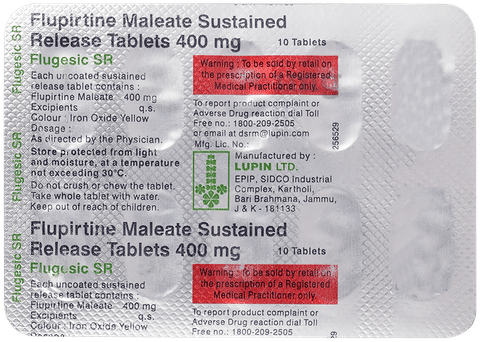 Flupirtine Maleate Sustained
Release Tablets 400 mg 10 Tablets
Flugesic SR
Each uncoated sustained
release tablet contains :
Flupirtine Maleate 400 mg
Excipients q.s.
Colour : Iron Oxide Yellow
Dosage :
As directed by the Physician.
Store protected from light
and moisture, at a temperature
not exceeding 30°C.
Do not crush or chew the tablet.
Take whole tablet with water.
Keep out of reach of children.
Warning : To be sold by retail on
the prescription of a Registered
Medical Practitioner only.
To report product complaint or
Adverse Drug reaction dial Toll
Free no.: 1800-209-2505
or email at dsrm@lupin.com
Mfg. Lic. No.:
Manufactured by :
LUPIN LTD.
EPIP, SIDCO Industrial
Complex, Kartholi,
Bari Brahmana, Jammu,
J & K - 181133
256529
Flugesic SR
Flugesic SR
Flugesic SR
Flupirtine Maleate Sustained
Release Tablets 400 mg 10 Tablets
Flugesic SR
Each uncoated sustained
release tablet contains :
Flupirtine Maleate 400 mg
Excipients q.s.
Colour : Iron Oxide Yellow
Dosage :
Warning : To be sold by retail on
the prescription of a Registered
Medical Practitioner only.
To report product complaint or
Adverse Drug reaction dial Toll
Free no.: 1800-209-2505